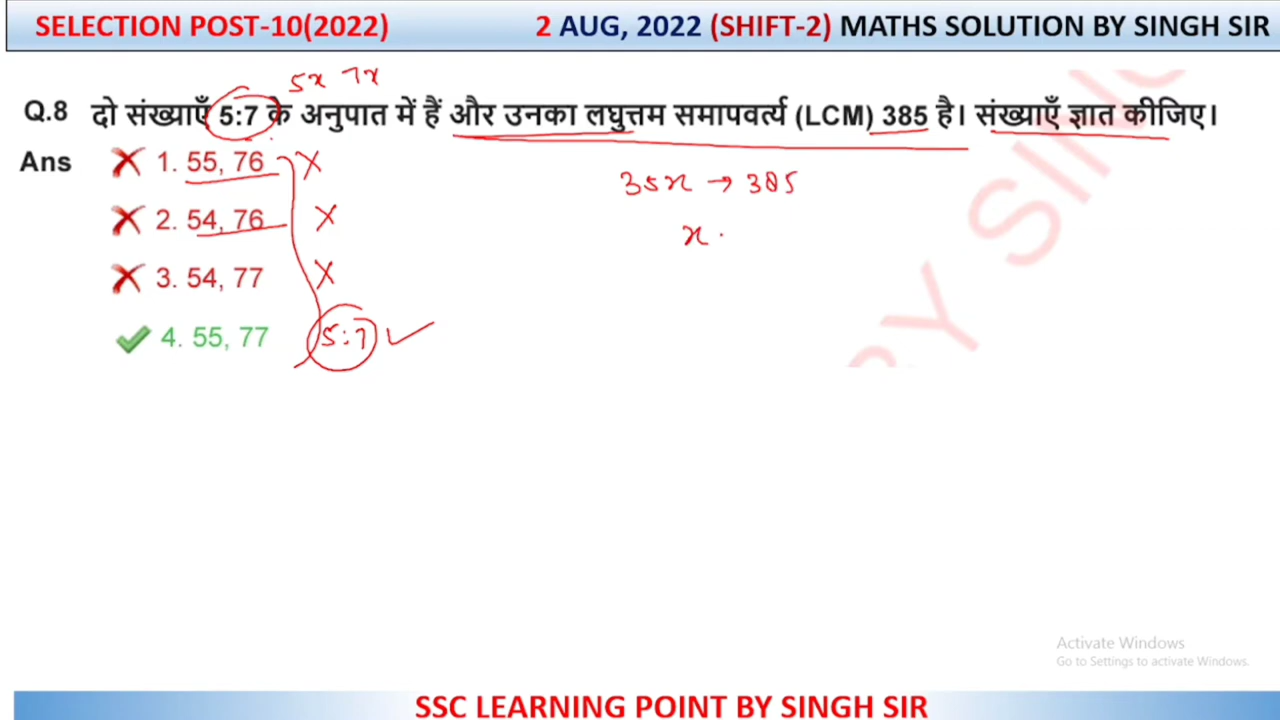 SELECTION POST-10(2022) 2 AUG, 2022 (SHIFT-2) MATHS SOLUTION BY SINGH SIR
5x 7x
Q.8 दो संख्याएँ 5:7 के अनुपात में हैं और उनका लघुत्तम समापवर्त्य (LCM) 385 है। संख्याएँ ज्ञात कीजिए।
Ans 1. 55, 76
35x → 385
2. 54, 76
x
3. 54, 77
4. 55, 77 5:7
BY SINGH
Activate Windows
Go to Settings to activate Windows.
SSC LEARNING POINT BY SINGH SIR